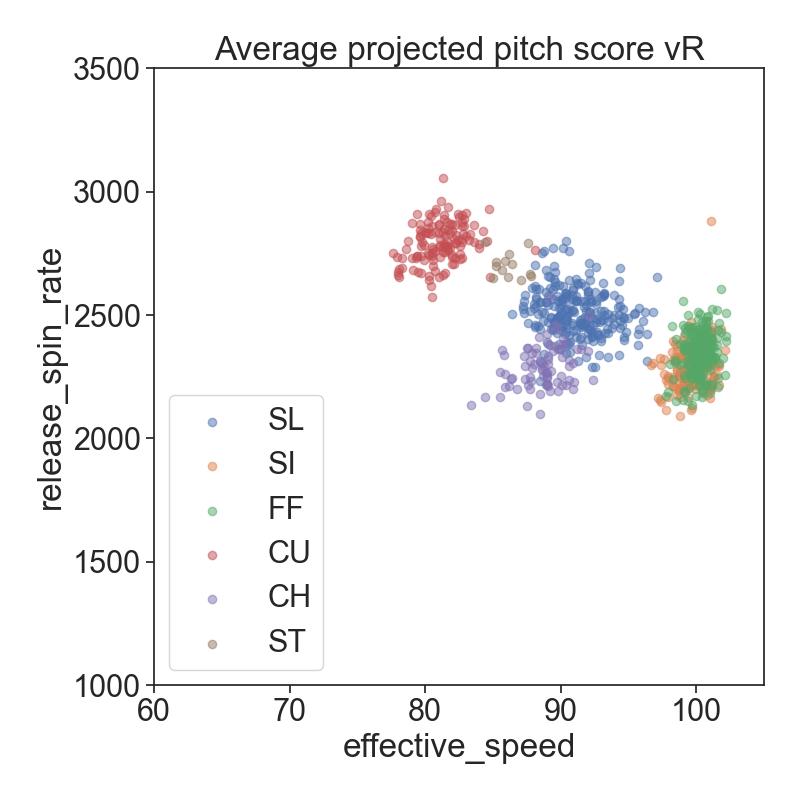 Average projected pitch score vR
3500
3000
2500
2000
1500
1000
release_spin_rate
SL
SI
FF
CU
CH
ST
60 70 80 90 100
effective_speed